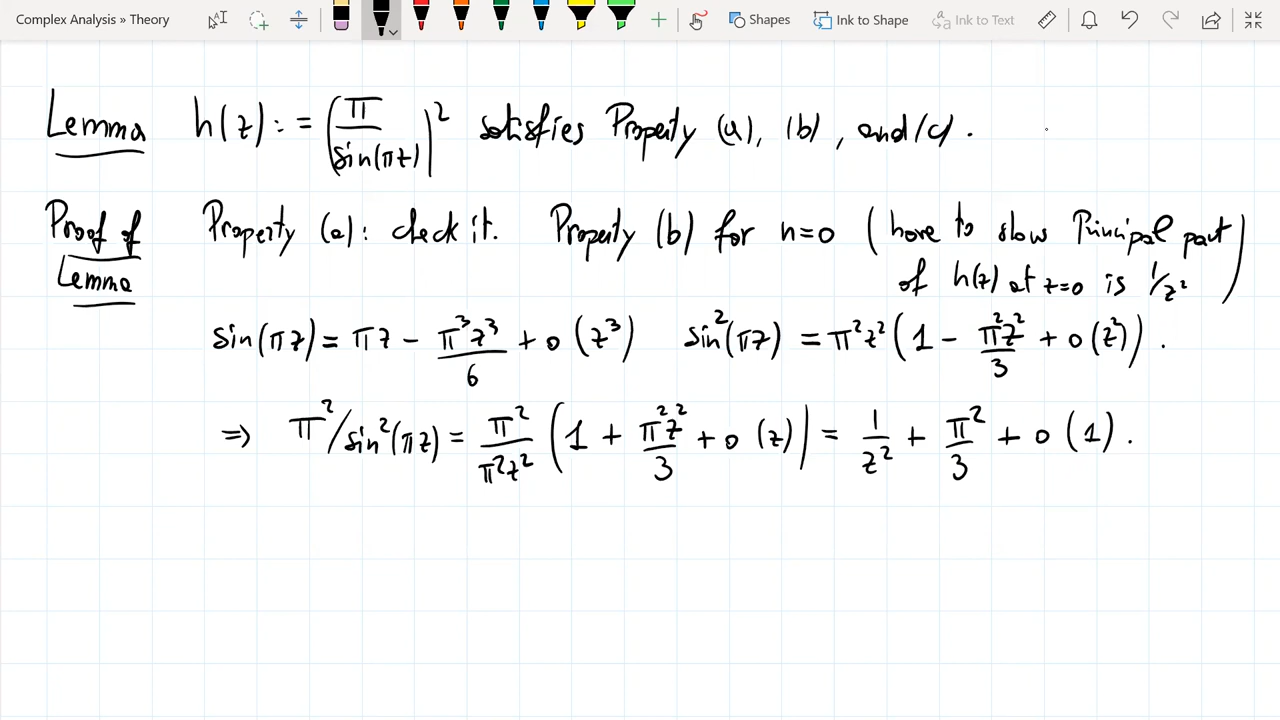 Complex Analysis » Theory
Shapes
Ink to Shape
Ink to Text
Lemma h(z) := (π / sin(πz))² satisfies Property (a), (b), and (c).
Proof of Lemma
Property (a): check it. Property (b) for n=0 (have to show Principal part
of h(z) at z=0 is 1/z²)
sin(πz) = πz − π³z³/6 + o(z³) sin²(πz) = π²z²(1 − π²z²/3 + o(z²)).
⇒ π²/sin²(πz) = π²/π²z² (1 + π²z²/3 + o(z)) = 1/z² + π²/3 + o(1).